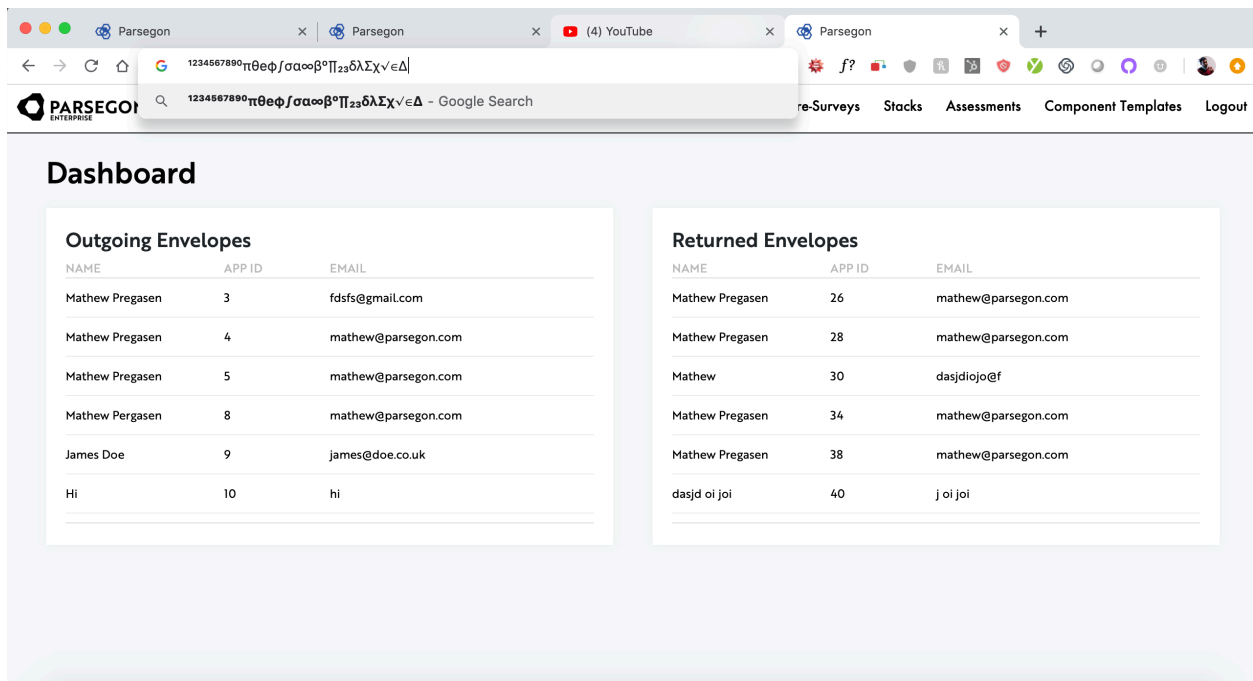 Parsegon
Parsegon
(4) YouTube
Parsegon
¹²³⁴⁵⁶⁷⁸⁹⁰πθeφ∫σα∞βº∏₂₃δλΣχ√∈Δ
f?
¹²³⁴⁵⁶⁷⁸⁹⁰πθeφ∫σα∞βº∏₂₃δλΣχ√∈Δ - Google Search
PARSEGON
ENTERPRISE
re-Surveys Stacks Assessments Component Templates Logout
Dashboard
Outgoing Envelopes
NAME APP ID EMAIL
Mathew Pregasen 3 fdsfs@gmail.com
Mathew Pregasen 4 mathew@parsegon.com
Mathew Pregasen 5 mathew@parsegon.com
Mathew Pergasen 8 mathew@parsegon.com
James Doe 9 james@doe.co.uk
Hi 10 hi
Returned Envelopes
NAME APP ID EMAIL
Mathew Pregasen 26 mathew@parsegon.com
Mathew Pregasen 28 mathew@parsegon.com
Mathew 30 dasjdiojo@f
Mathew Pregasen 34 mathew@parsegon.com
Mathew Pregasen 38 mathew@parsegon.com
dasjd oi joi 40 j oi joi